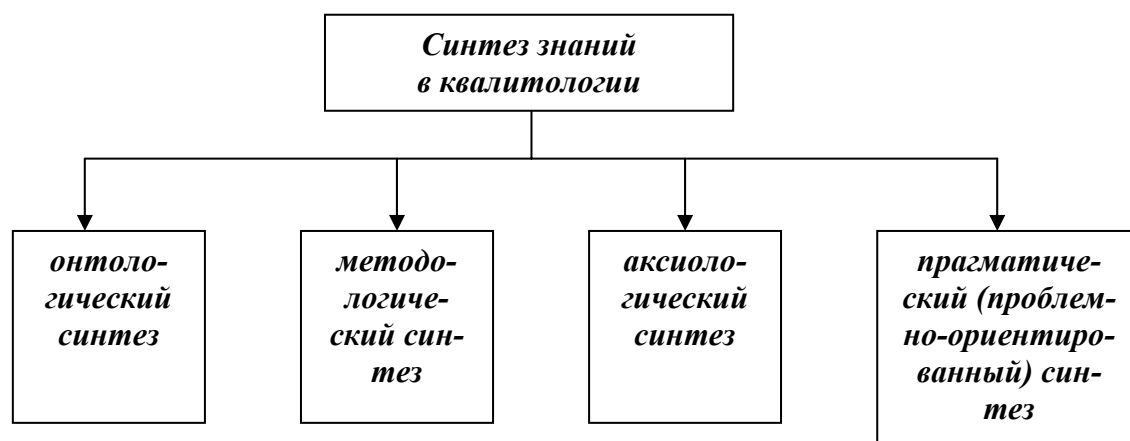 Синтез знаний
в квалитологии
онтоло-
гический
синтез
методо-
логиче-
ский син-
тез
аксиоло-
гический
синтез
прагматиче-
ский (проблем-
но-ориентиро-
ванный) син-
тез